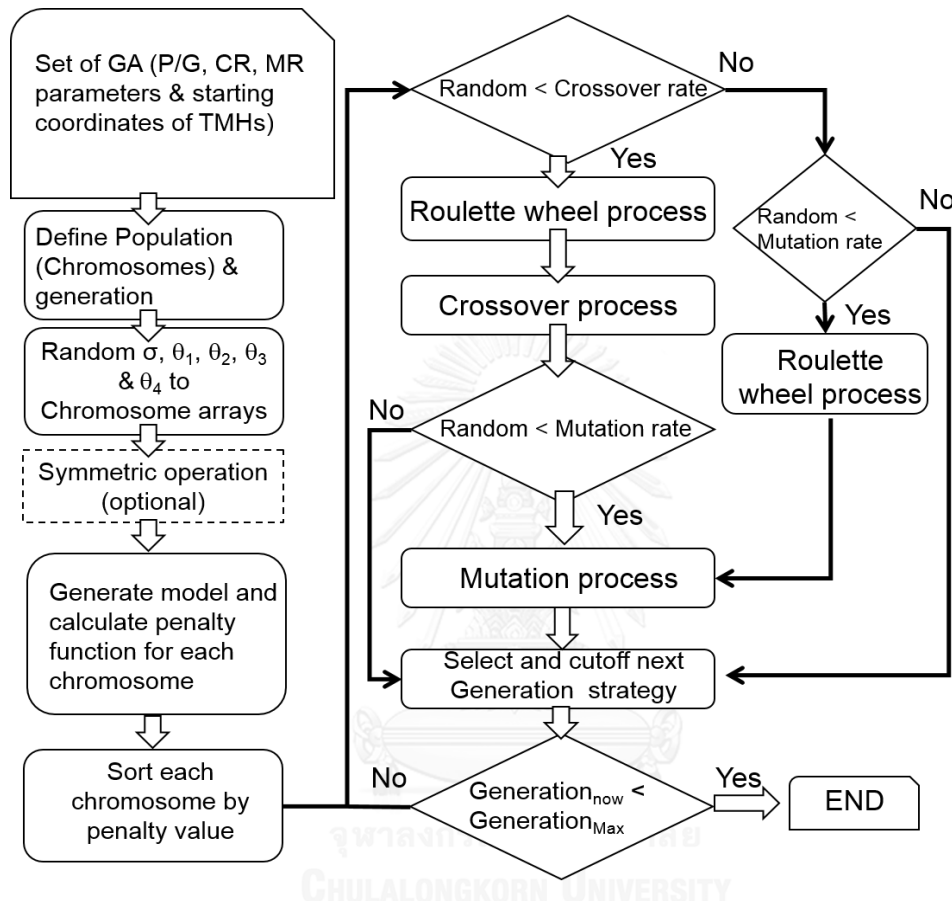 Set of GA (P/G, CR, MR
parameters & starting
coordinates of TMHs)
Define Population
(Chromosomes) &
generation
Random σ, θ1, θ2, θ3
& θ4 to
Chromosome arrays
Symmetric operation
(optional)
Generate model and
calculate penalty
function for each
chromosome
Sort each
chromosome by
penalty value
Random < Crossover rate
No
Yes
Roulette wheel process
Crossover process
No
Random < Mutation rate
Yes
Mutation process
Random <
Mutation rate
No
Yes
Roulette
wheel process
Select and cutoff next
Generation strategy
No
Generationnow <
GenerationMax
Yes
END
CHULALONGKORN UNIVERSITY